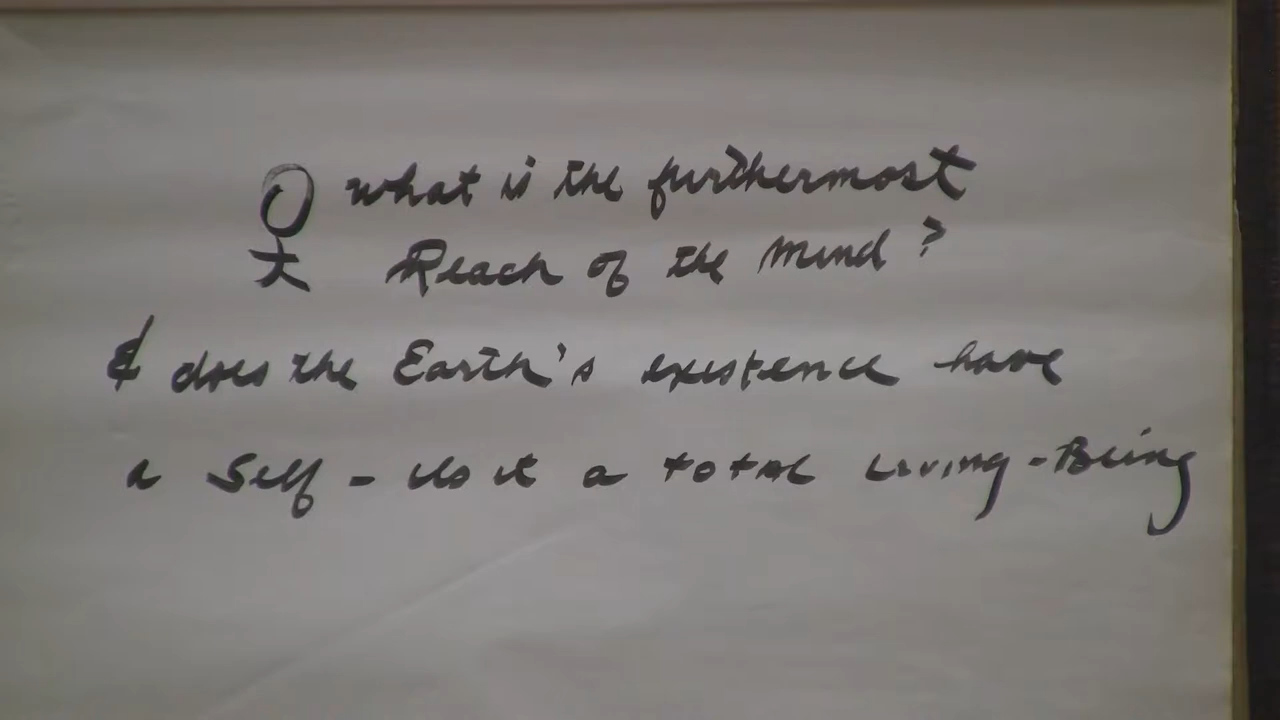 Q what is the furthermost
Reach of the Mind?
& does the Earth's existence have
a Self - Is it a total Living-Being